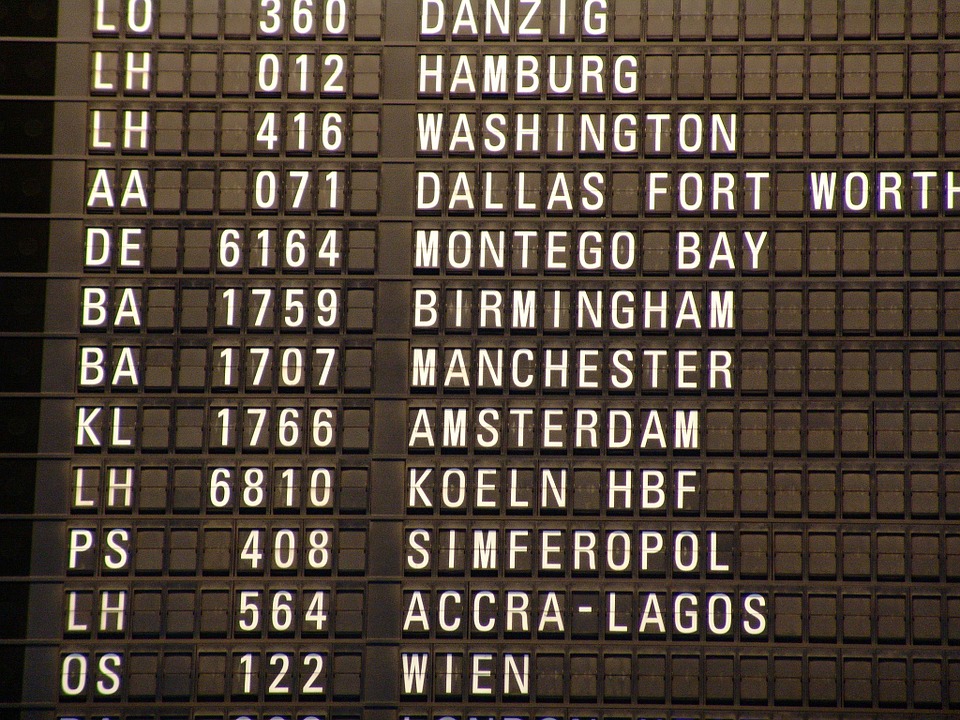 LO 360 DANZIG
LH 012 HAMBURG
LH 416 WASHINGTON
AA 071 DALLAS FORT WORTH
DE 6164 MONTEGO BAY
BA 1759 BIRMINGHAM
BA 1707 MANCHESTER
KL 1766 AMSTERDAM
LH 6810 KOELN HBF
PS 408 SIMFEROPOL
LH 564 ACCRA-LAGOS
OS 122 WIEN